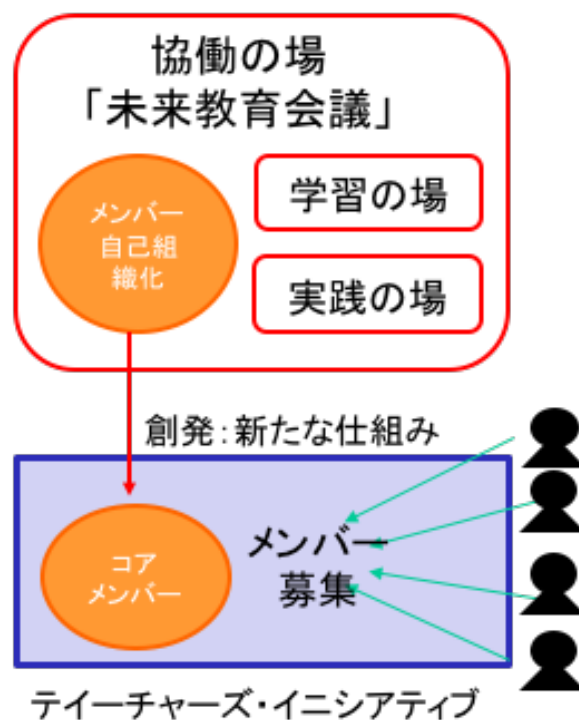 協働の場
「未来教育会議」
メンバー
自己組
織化
学習の場
実践の場
創発：新たな仕組み
コア
メンバー
メンバー
募集
テイーチャーズ・イニシアティブ